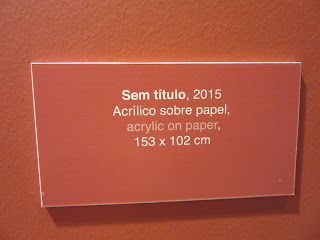 Sem título, 2015
Acrílico sobre papel,
acrylic on paper,
153 x 102 cm